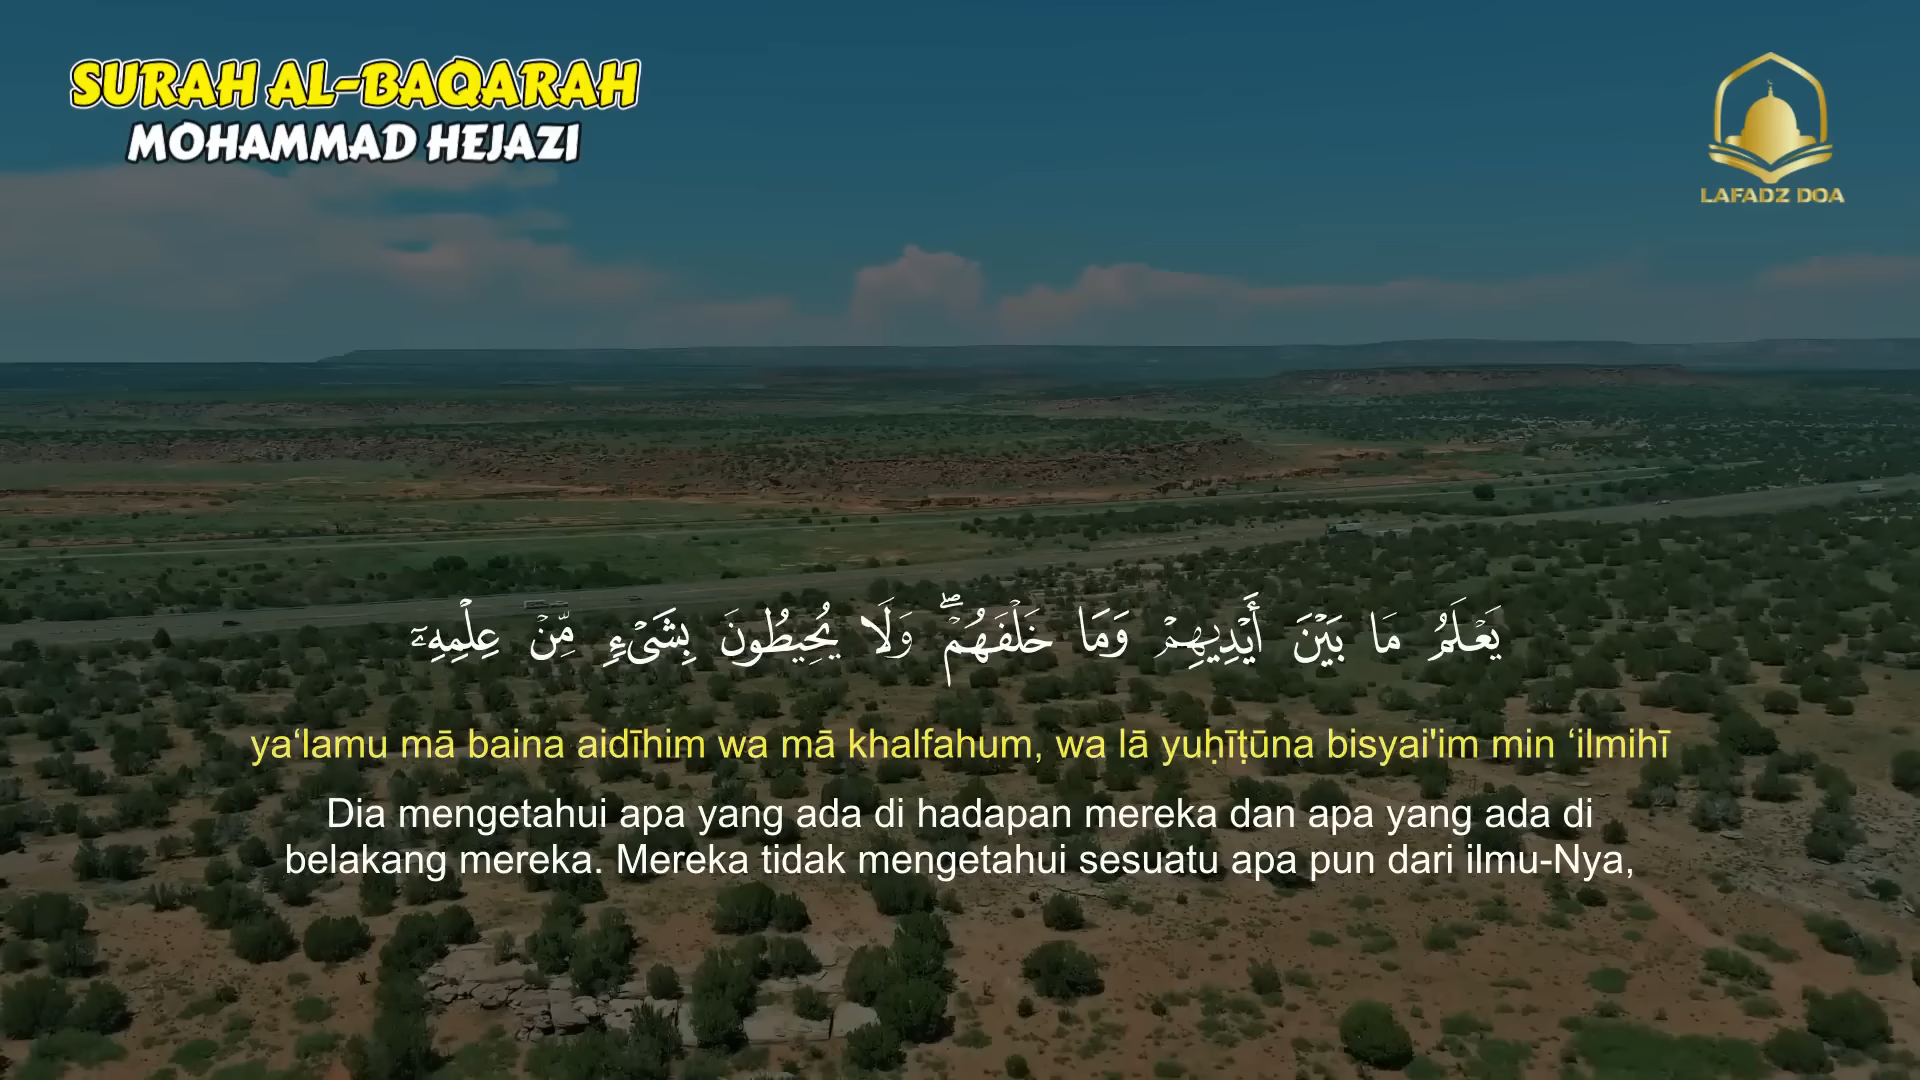 SURAH AL-BAQARAH
MOHAMMAD HEJAZI
LAFADZ DOA
يَعْلَمُ مَا بَيْنَ أَيْدِيهِمْ وَمَا خَلْفَهُمْ ۖ وَلَا يُحِيطُونَ بِشَىْءٍ مِّنْ عِلْمِهِۦٓ
ya‘lamu mā baina aidīhim wa mā khalfahum, wa lā yuḥīṭūna bisyai'im min ‘ilmihī
Dia mengetahui apa yang ada di hadapan mereka dan apa yang ada di
belakang mereka. Mereka tidak mengetahui sesuatu apa pun dari ilmu-Nya,